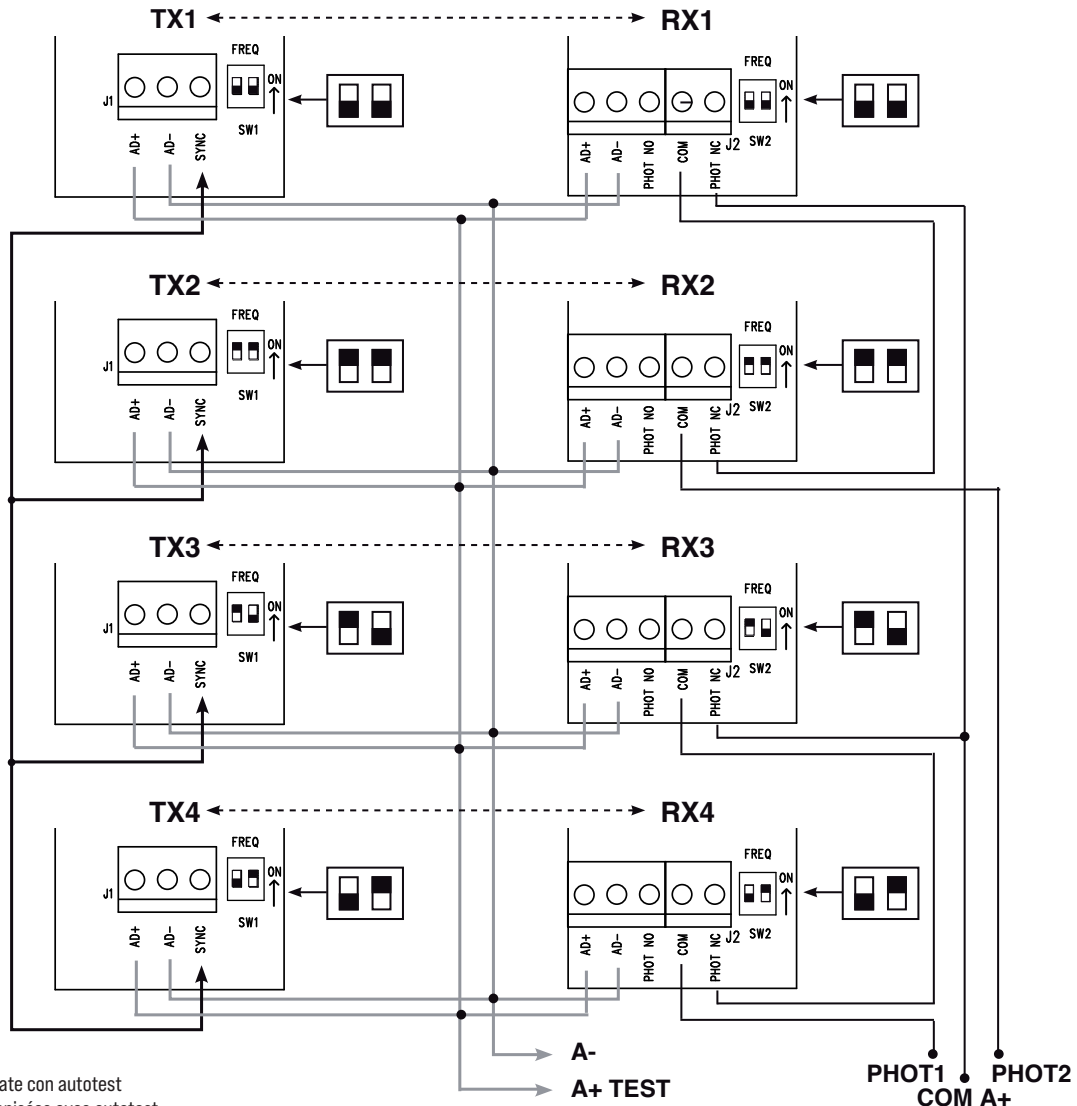 TX1 RX1
FREQ
ON
J1
SW1
AD+ AD- SYNC
FREQ
ON
J2 SW2
AD+ AD- PHOT NO COM PHOT NC
TX2 RX2
FREQ
ON
J1
SW1
AD+ AD- SYNC
FREQ
ON
J2 SW2
AD+ AD- PHOT NO COM PHOT NC
TX3 RX3
FREQ
ON
J1
SW1
AD+ AD- SYNC
FREQ
ON
J2 SW2
AD+ AD- PHOT NO COM PHOT NC
TX4 RX4
FREQ
ON
J1
SW1
AD+ AD- SYNC
FREQ
ON
J2 SW2
AD+ AD- PHOT NO COM PHOT NC
A-
A+ TEST
PHOT1 PHOT2
COM A+
con autotest
avec autotest